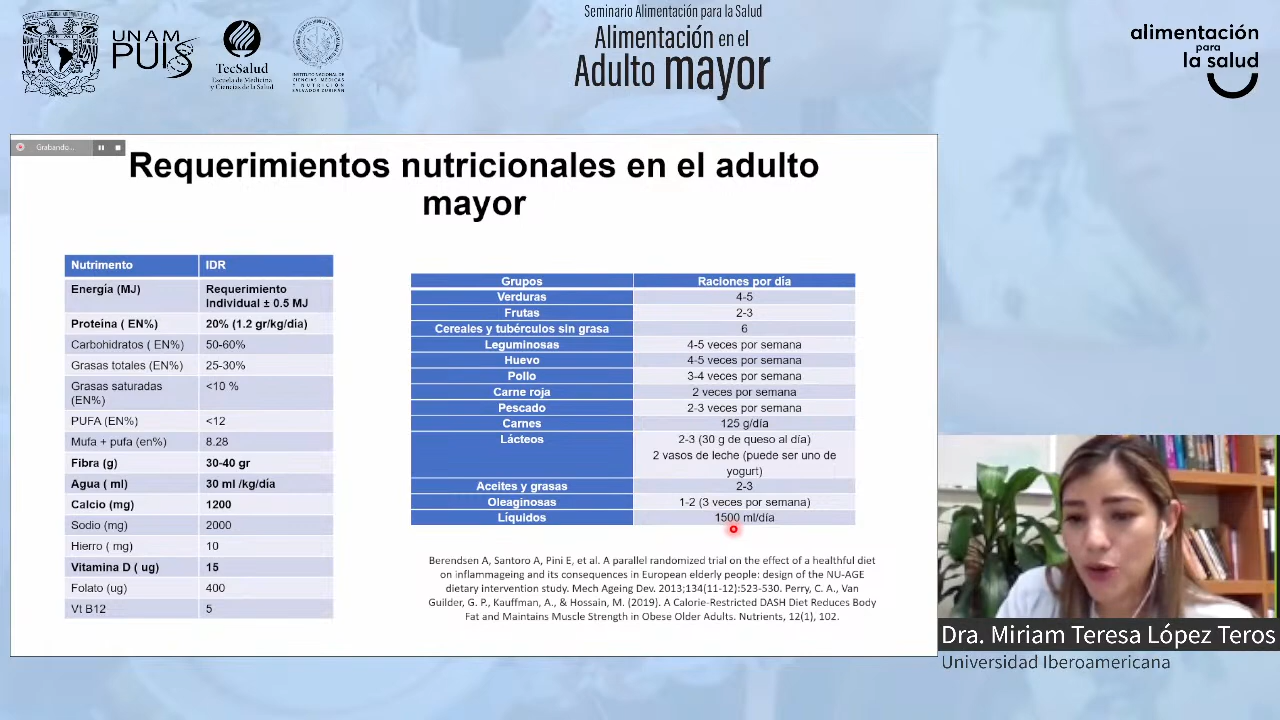 UNAM
PUIS
TecSalud
Escuela de Medicina
y Ciencias de la Salud
INSTITUTO NACIONAL DE
CIENCIAS MÉDICAS
Y NUTRICIÓN
SALVADOR ZUBIRÁN
Seminario Alimentación para la Salud
Alimentación en el
Adulto mayor
alimentación
para
la salud
Grabando...
Requerimientos nutricionales en el adulto
mayor
Nutrimento IDR
Energía (MJ) Requerimiento
Individual ± 0.5 MJ
Proteína ( EN%) 20% (1.2 gr/kg/día)
Carbohidratos ( EN%) 50-60%
Grasas totales (EN%) 25-30%
Grasas saturadas <10 %
(EN%)
PUFA (EN%) <12
Mufa + pufa (en%) 8.28
Fibra (g) 30-40 gr
Agua ( ml) 30 ml /kg/día
Calcio (mg) 1200
Sodio (mg) 2000
Hierro ( mg) 10
Vitamina D ( ug) 15
Folato (ug) 400
Vt B12 5
Grupos Raciones por día
Verduras 4-5
Frutas 2-3
Cereales y tubérculos sin grasa 6
Leguminosas 4-5 veces por semana
Huevo 4-5 veces por semana
Pollo 3-4 veces por semana
Carne roja 2 veces por semana
Pescado 2-3 veces por semana
Carnes 125 g/día
Lácteos 2-3 (30 g de queso al día)
2 vasos de leche (puede ser uno de
yogurt)
Aceites y grasas 2-3
Oleaginosas 1-2 (3 veces por semana)
Líquidos 1500 ml/día
Berendsen A, Santoro A, Pini E, et al. A parallel randomized trial on the effect of a healthful diet
on inflammageing and its consequences in European elderly people: design of the NU-AGE
dietary intervention study. Mech Ageing Dev. 2013;134(11-12):523-530. Perry, C. A., Van
Guilder, G. P., Kauffman, A., & Hossain, M. (2019). A Calorie-Restricted DASH Diet Reduces Body
Fat and Maintains Muscle Strength in Obese Older Adults. Nutrients, 12(1), 102.
Dra. Miriam Teresa López Teros
Universidad Iberoamericana